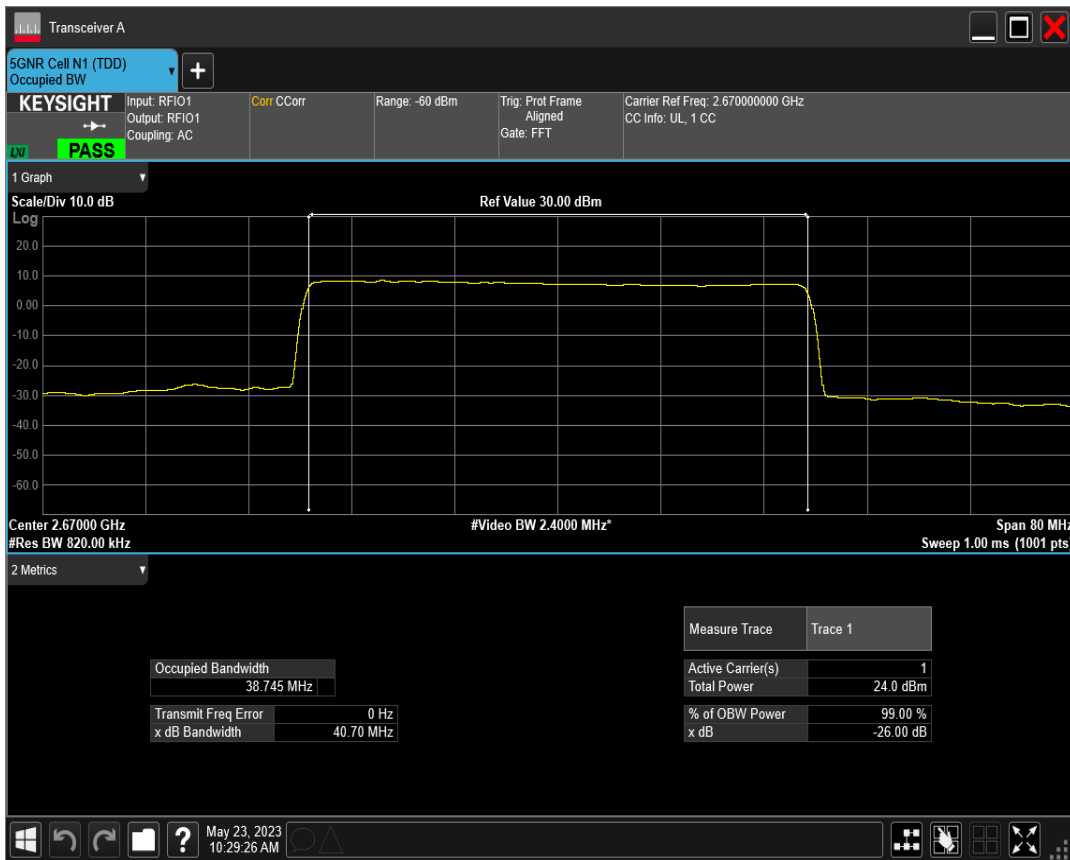 Transceiver A
5GNR Cell N1 (TDD)
Occupied BW
+
KEYSIGHT
LXI
PASS
Input: RFIO1
Output: RFIO1
Coupling: AC
Corr CCorr
Range: -60 dBm
Trig: Prot Frame
Aligned
Gate: FFT
Carrier Ref Freq: 2.670000000 GHz
CC Info: UL, 1 CC
1 Graph
Scale/Div 10.0 dB
Ref Value 30.00 dBm
Log
20.0
10.0
0.00
-10.0
-20.0
-30.0
-40.0
-50.0
-60.0
Center 2.67000 GHz
#Video BW 2.4000 MHz*
Span 80 MHz
#Res BW 820.00 kHz
Sweep 1.00 ms (1001 pts)
2 Metrics
Measure Trace Trace 1
Occupied Bandwidth
38.745 MHz
Transmit Freq Error 0 Hz
x dB Bandwidth 40.70 MHz
Active Carrier(s) 1
Total Power 24.0 dBm
% of OBW Power 99.00 %
x dB -26.00 dB
?
May 23, 2023
10:29:26 AM